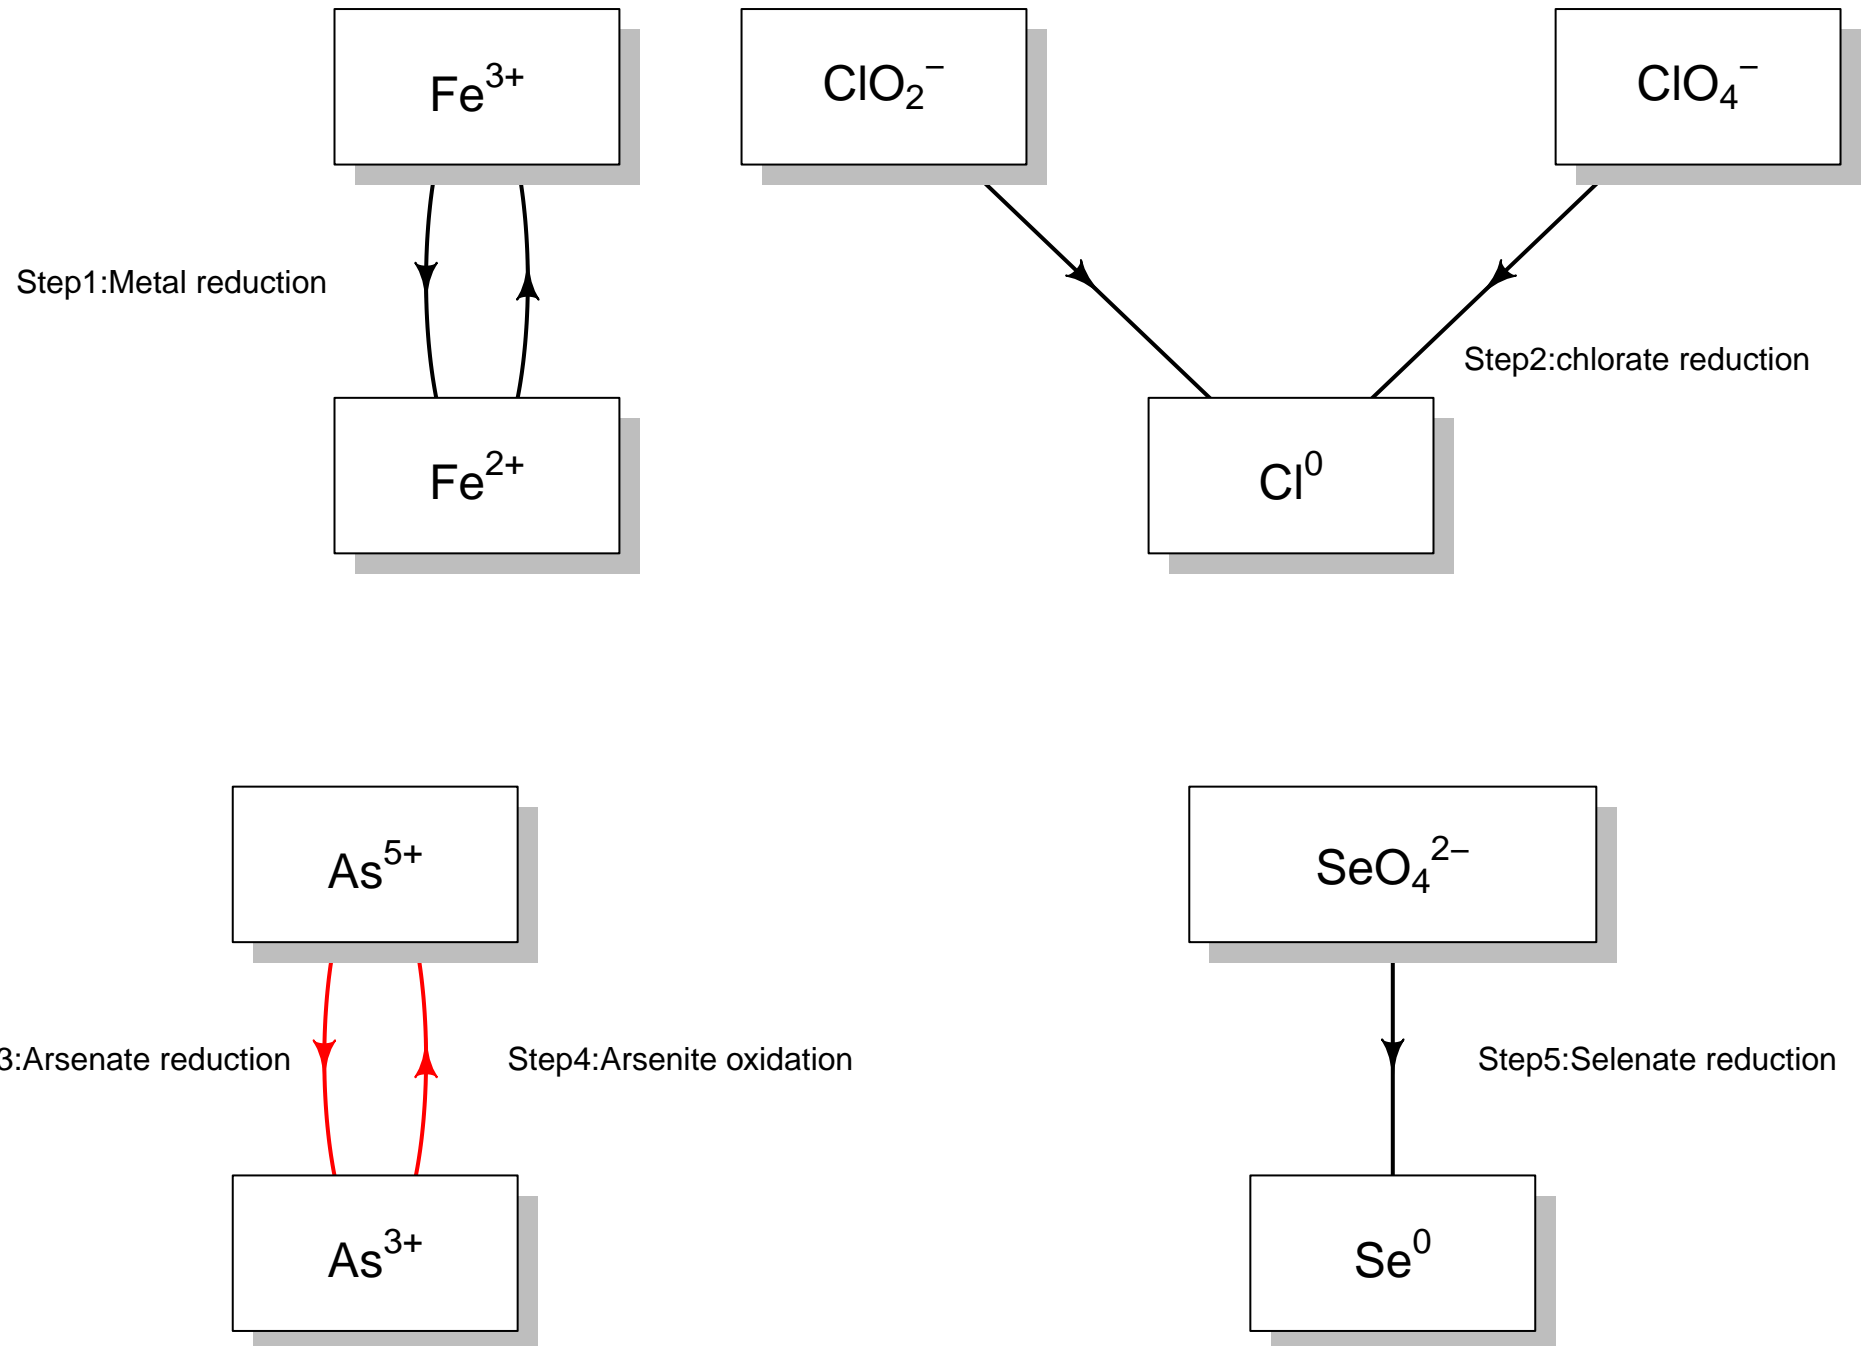 Fe³⁺
ClO₂⁻
ClO₄⁻
Step1:Metal reduction
Step2:chlorate reduction
Fe²⁺
Cl⁰
As⁵⁺
SeO₄²⁻
3:Arsenate reduction
Step4:Arsenite oxidation
Step5:Selenate reduction
As³⁺
Se⁰